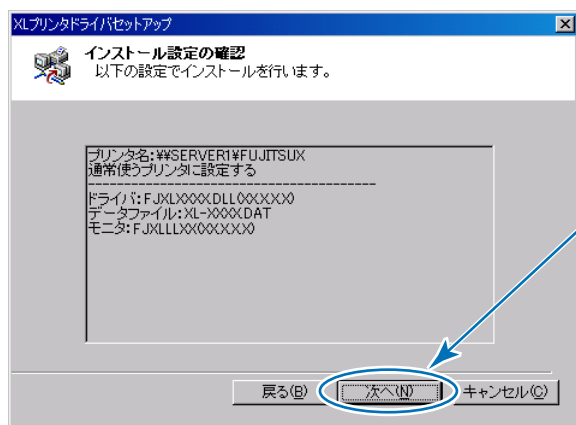 XLプリンタドライバセットアップ
インストール設定の確認
以下の設定でインストールを行います。
プリンタ名:¥¥SERVER1¥FUJITSUX
通常使うプリンタに設定する
----------------------------------------
ドライバ:FJXLXXXX.DLL(XXXXX)
データファイル:XL-XXXX.DAT
モニタ:FJXLLLXX(XXXXXX)
戻る(B)
次へ(N)
キャンセル(C)